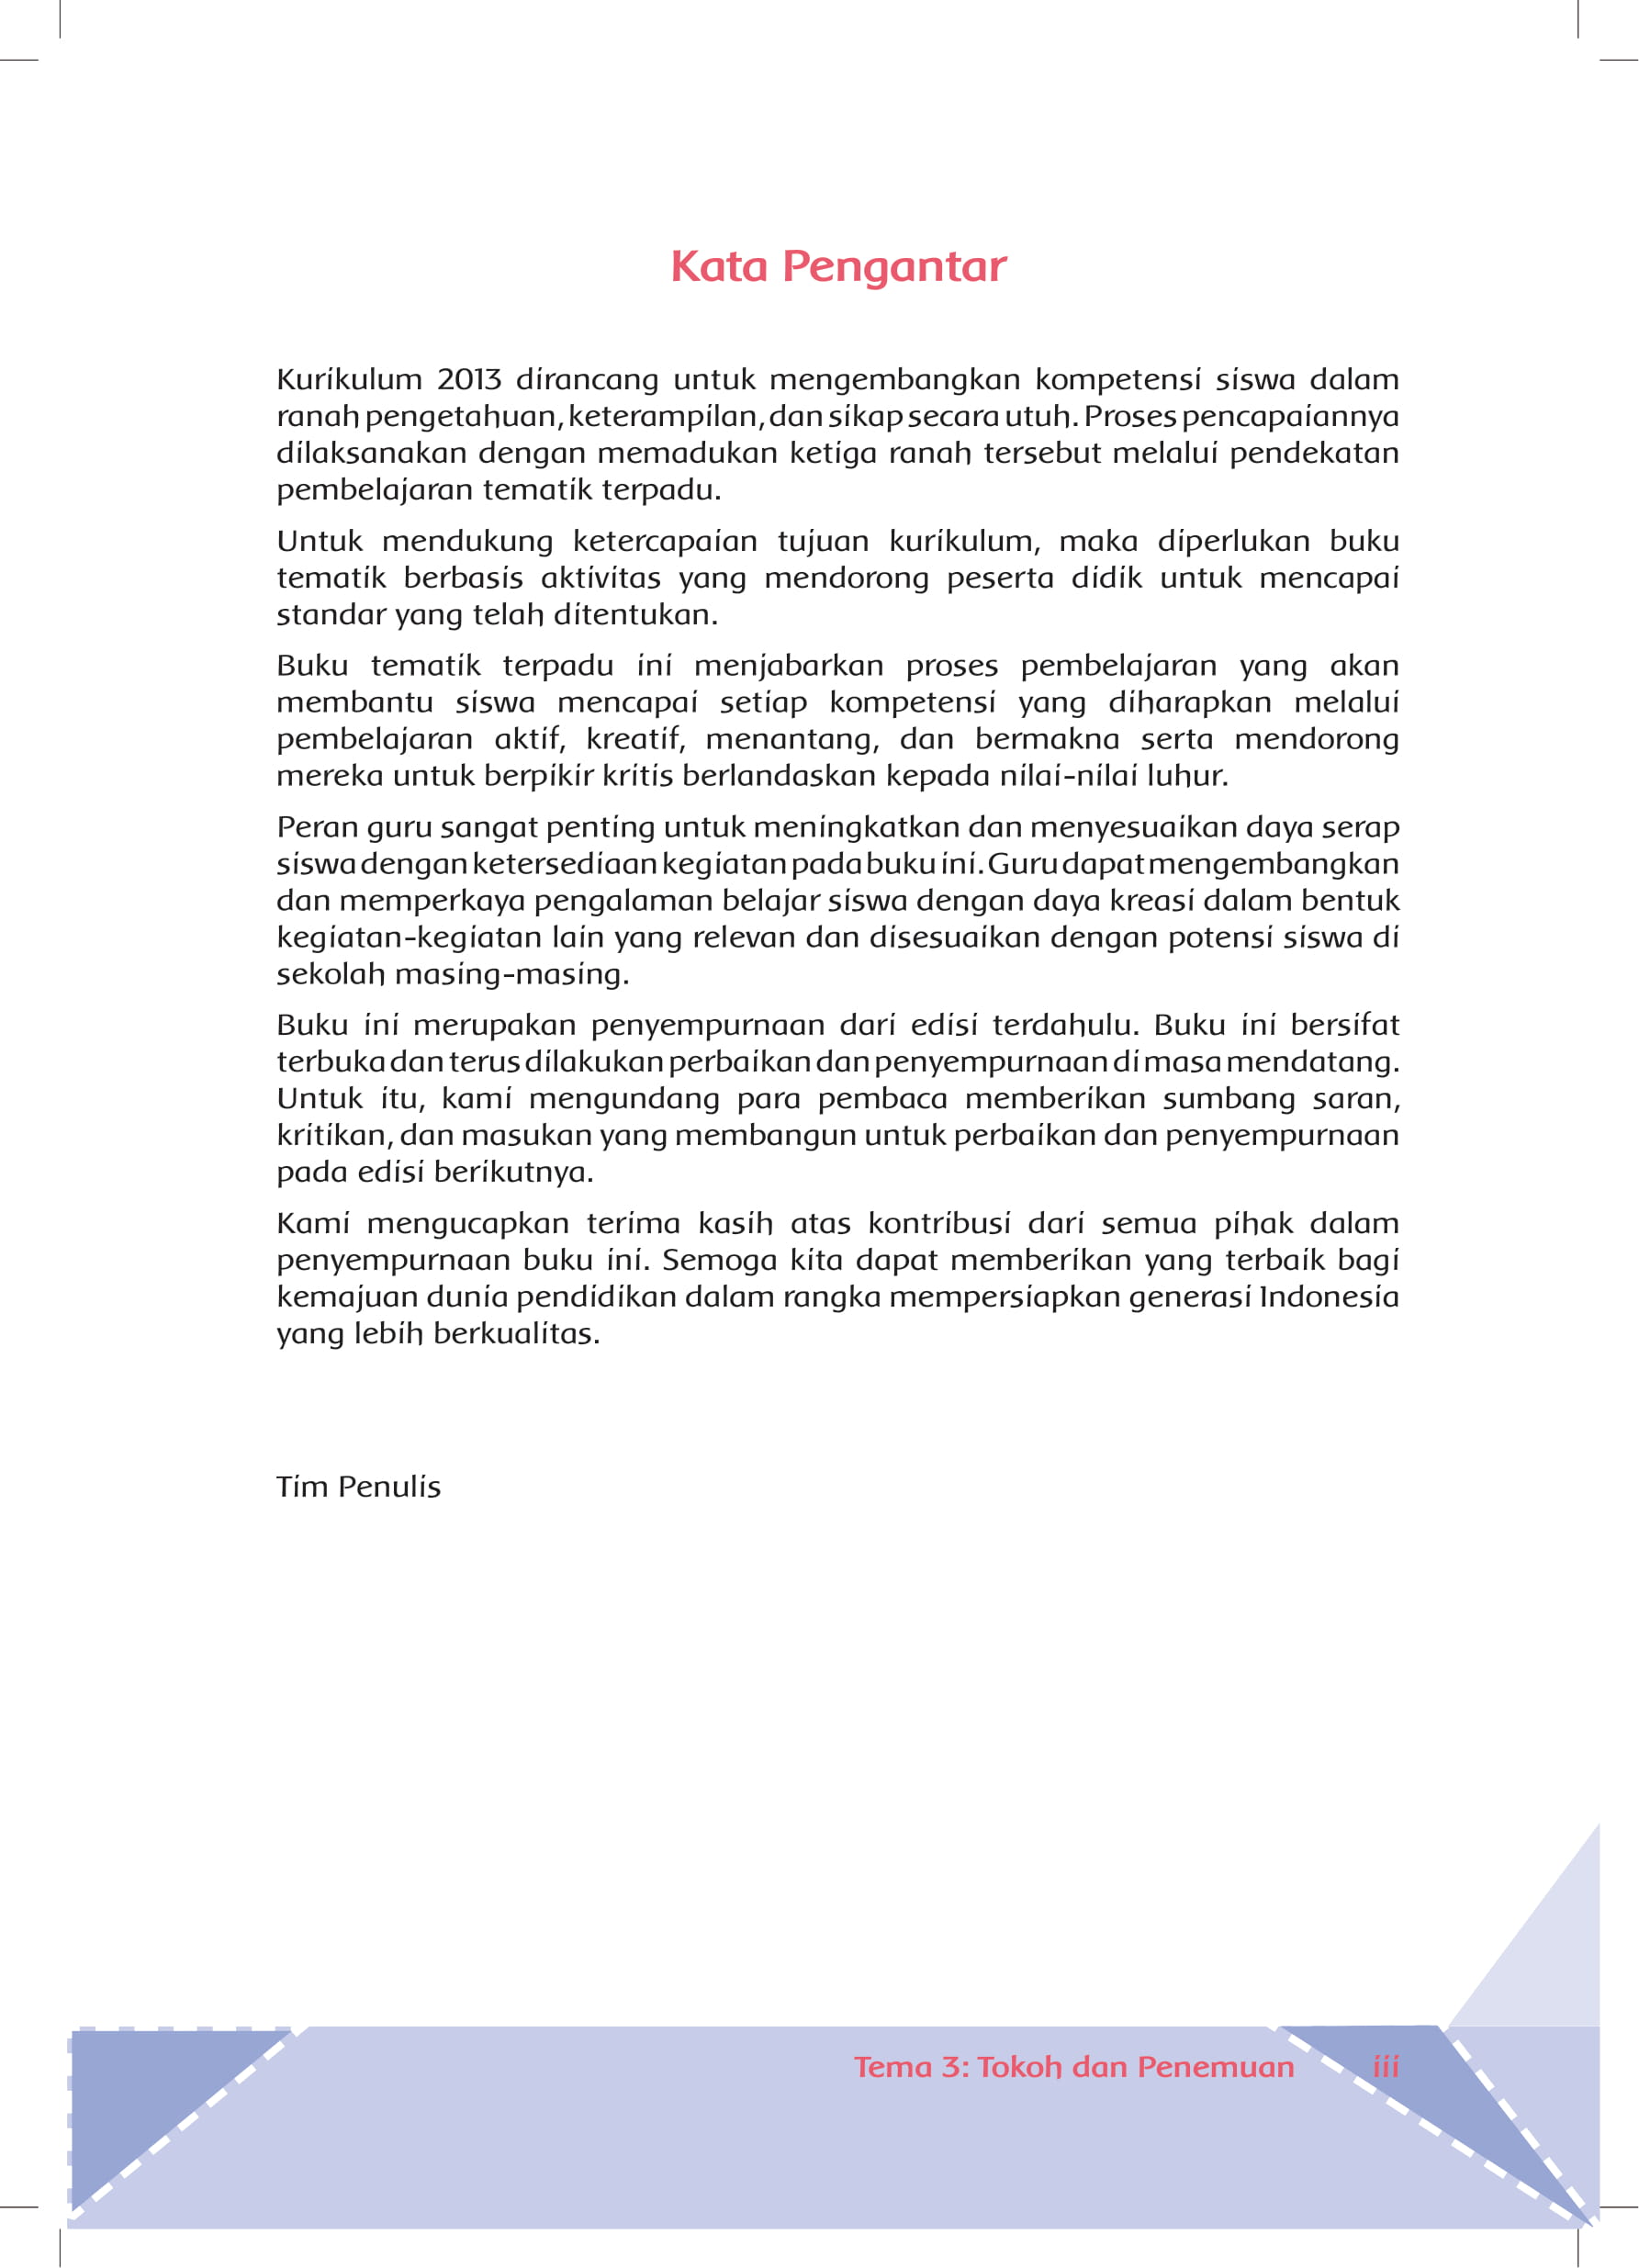 Kata Pengantar
Kurikulum 2013 dirancang untuk mengembangkan kompetensi siswa dalam
ranah pengetahuan, keterampilan, dan sikap secara utuh. Proses pencapaiannya
dilaksanakan dengan memadukan ketiga ranah tersebut melalui pendekatan
pembelajaran tematik terpadu.
Untuk mendukung ketercapaian tujuan kurikulum, maka diperlukan buku
tematik berbasis aktivitas yang mendorong peserta didik untuk mencapai
standar yang telah ditentukan.
Buku tematik terpadu ini menjabarkan proses pembelajaran yang akan
membantu siswa mencapai setiap kompetensi yang diharapkan melalui
pembelajaran aktif, kreatif, menantang, dan bermakna serta mendorong
mereka untuk berpikir kritis berlandaskan kepada nilai-nilai luhur.
Peran guru sangat penting untuk meningkatkan dan menyesuaikan daya serap
siswa dengan ketersediaan kegiatan pada buku ini. Guru dapat mengembangkan
dan memperkaya pengalaman belajar siswa dengan daya kreasi dalam bentuk
kegiatan-kegiatan lain yang relevan dan disesuaikan dengan potensi siswa di
sekolah masing-masing.
Buku ini merupakan penyempurnaan dari edisi terdahulu. Buku ini bersifat
terbuka dan terus dilakukan perbaikan dan penyempurnaan di masa mendatang.
Untuk itu, kami mengundang para pembaca memberikan sumbang saran,
kritikan, dan masukan yang membangun untuk perbaikan dan penyempurnaan
pada edisi berikutnya.
Kami mengucapkan terima kasih atas kontribusi dari semua pihak dalam
penyempurnaan buku ini. Semoga kita dapat memberikan yang terbaik bagi
kemajuan dunia pendidikan dalam rangka mempersiapkan generasi Indonesia
yang lebih berkualitas.
Tim Penulis
Tema 3: Tokoh dan Penemuan iii